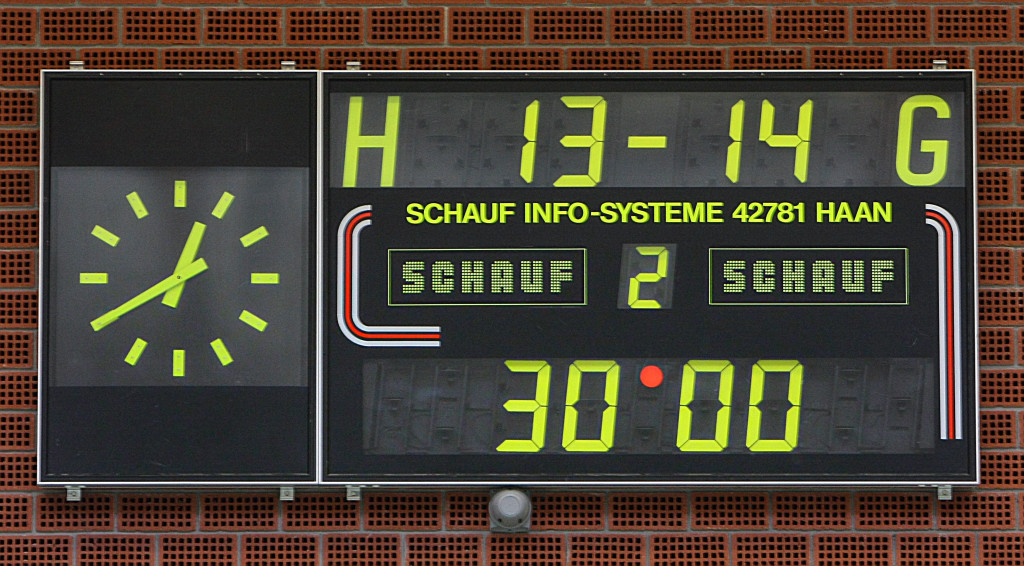 H 13-14 G
SCHAUF INFO-SYSTEME 42781 HAAN
SCHAUF 2 SCHAUF
30 00